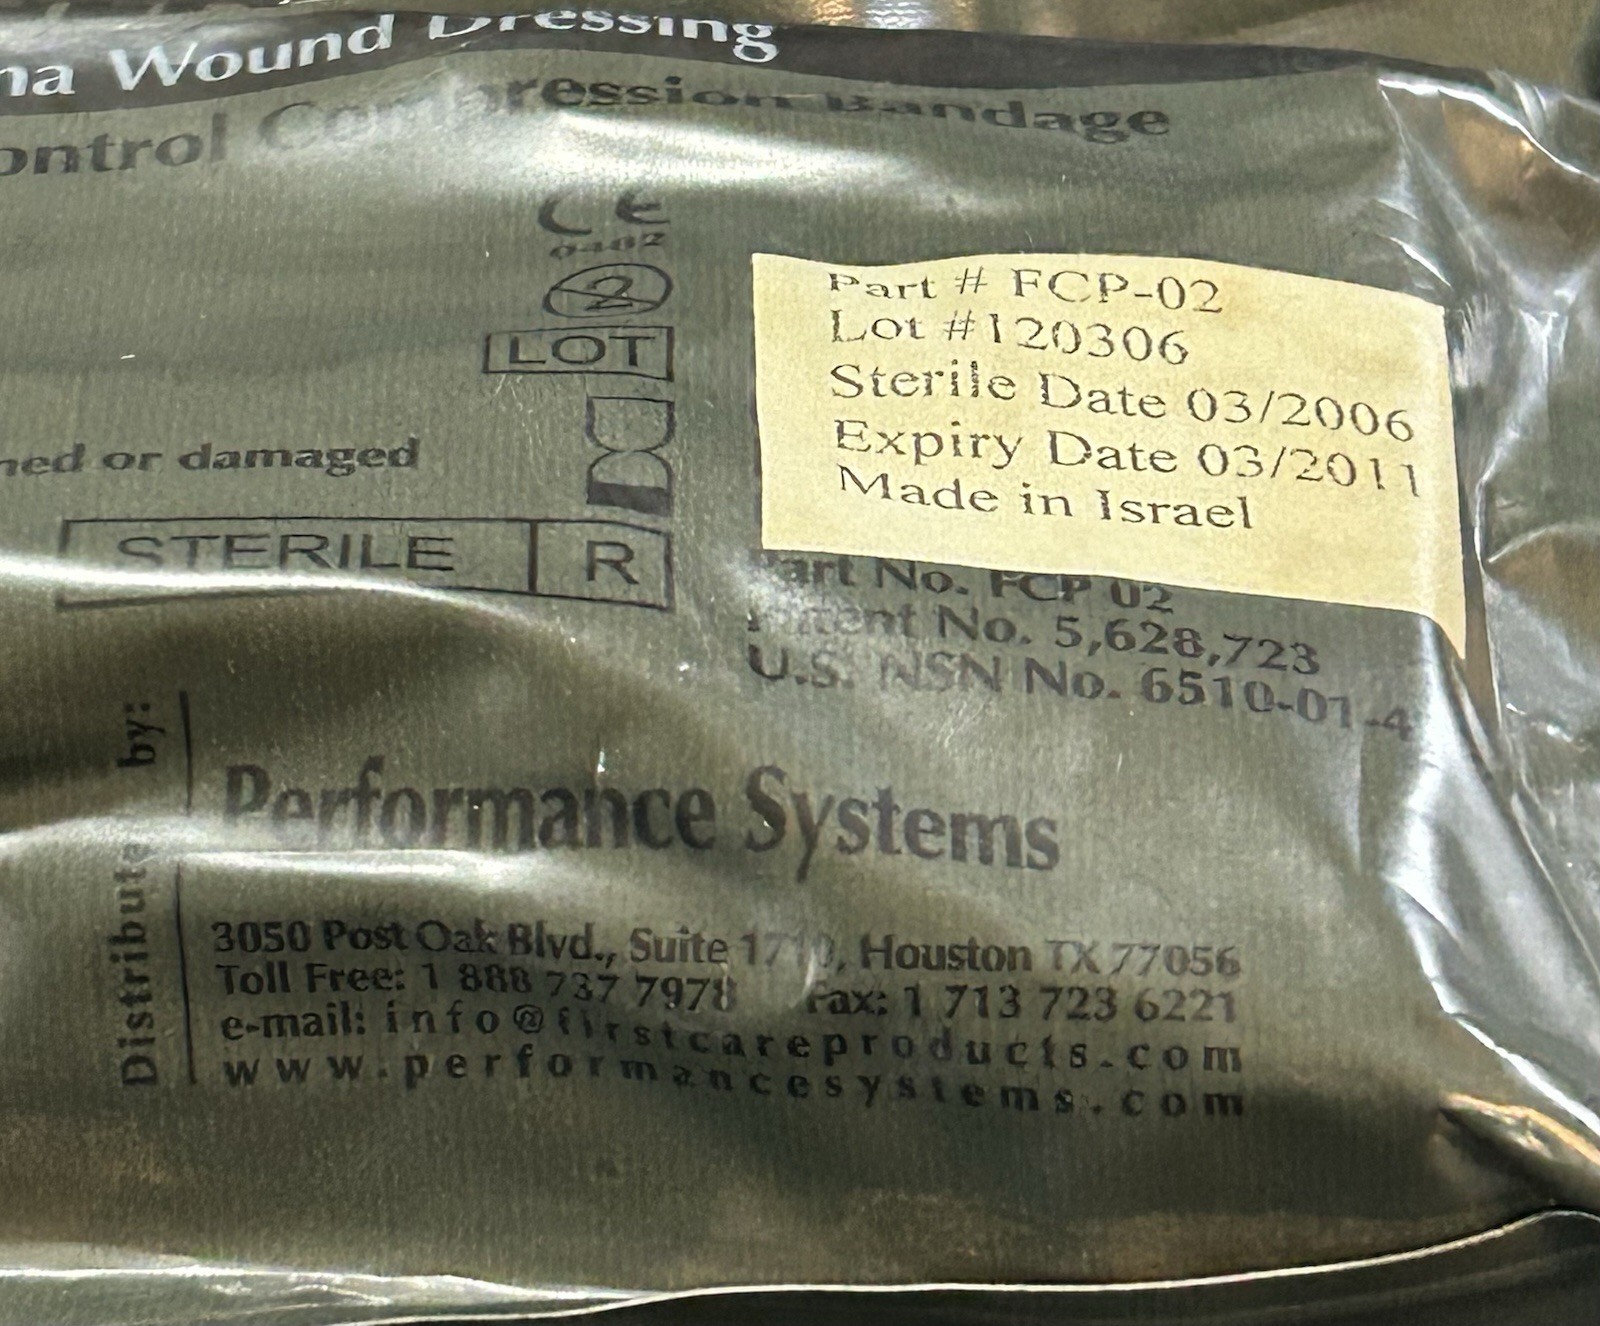 na Wound Dressing
ontrol Compression Bandage
CE
0482
2
LOT
ned or damaged
STERILE R
Part # FCP-02
Lot #120306
Sterile Date 03/2006
Expiry Date 03/2011
Made in Israel
Part No. FCP 02
Patent No. 5,628,723
U.S. NSN No. 6510-01-4
Distribute by:
Performance Systems
3050 Post Oak Blvd., Suite Houston TX 77056
Toll Free: 1 888 737 7978 Fax: 1 713 723 6221
e-mail: info@firstcareproducts.com
www.performancesystems.com